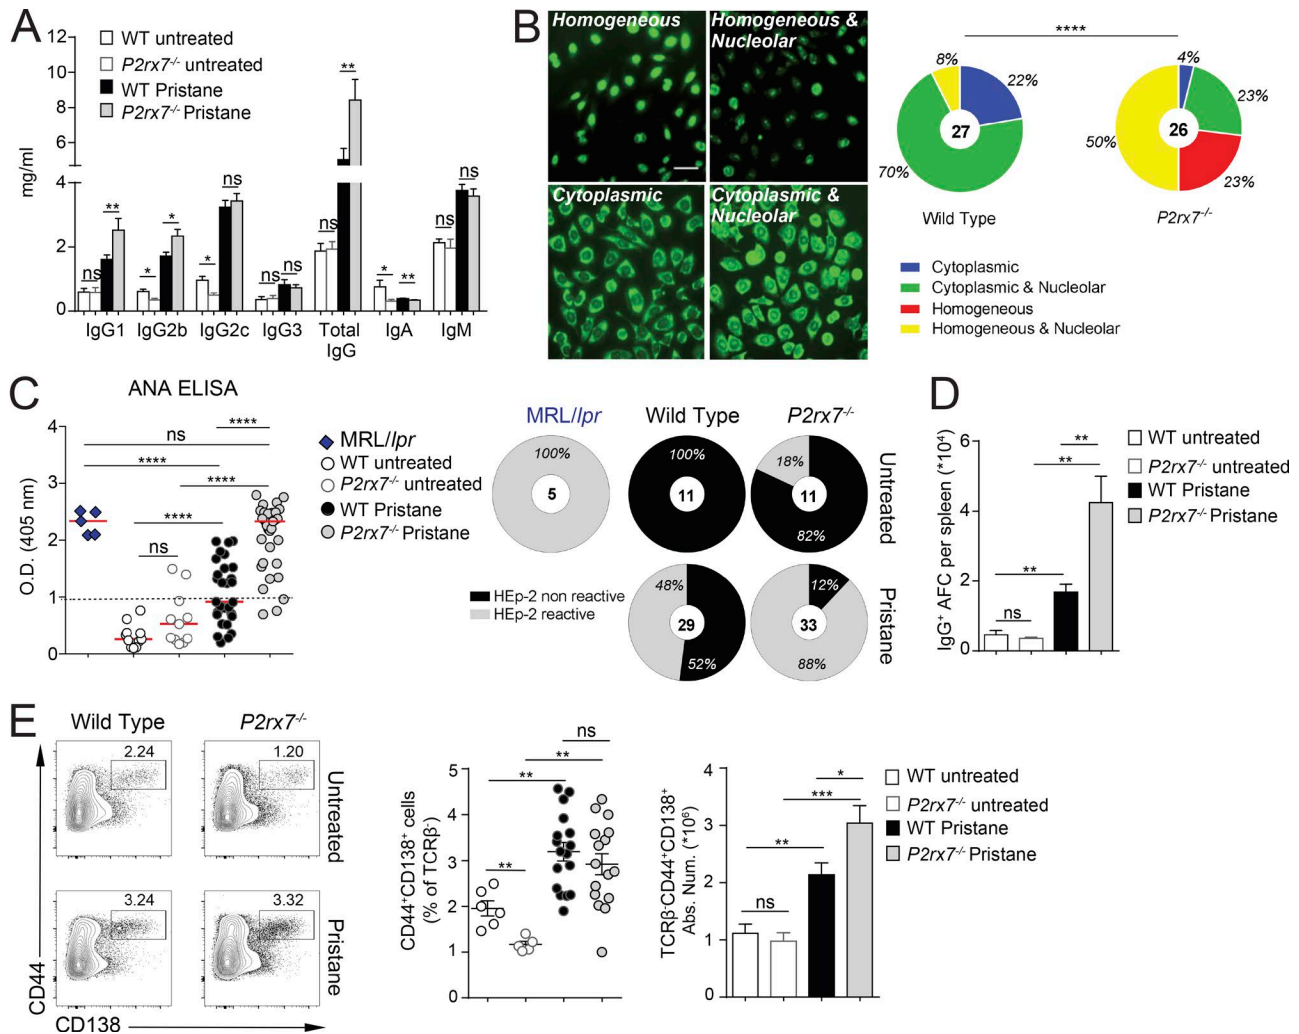 A
12
10
8
6
4
2
0
mg/ml
WT untreated
P2rx7-/- untreated
WT Pristane
P2rx7-/- Pristane
ns
**
*
*
*
ns
ns
ns
ns
**
*
**
ns
ns
IgG1
IgG2b
IgG2c
IgG3
Total
IgG
IgA
IgM
B
Homogeneous
Homogeneous &
Nucleolar
Cytoplasmic
Cytoplasmic
& Nucleolar
****
8%
22%
70%
27
Wild Type
4%
23%
23%
50%
26
P2rx7-/-
Cytoplasmic
Cytoplasmic & Nucleolar
Homogeneous
Homogeneous & Nucleolar
C
ANA ELISA
O.D. (405 nm)
4
3
2
1
0
****
ns
****
****
****
ns
MRL/lpr
WT untreated
P2rx7-/- untreated
WT Pristane
P2rx7-/- Pristane
MRL/lpr
Wild Type
P2rx7-/-
100%
5
100%
11
18%
11
82%
Untreated
HEp-2 non reactive
HEp-2 reactive
48%
29
52%
12%
33
88%
Pristane
D
IgG+ AFC per spleen (*10⁴)
6
4
2
0
ns
**
**
**
WT untreated
P2rx7-/- untreated
WT Pristane
P2rx7-/- Pristane
E
Wild Type
P2rx7-/-
2.24
1.20
Untreated
3.24
3.32
Pristane
CD44
CD138
CD44+CD138+ cells
(% of TCRβ-)
5
4
3
2
1
0
ns
**
**
**
TCRβ-CD44+CD138+
Abs. Num. (*10⁶)
4
3
2
1
0
*
***
**
ns
WT untreated
P2rx7-/- untreated
WT Pristane
P2rx7-/- Pristane